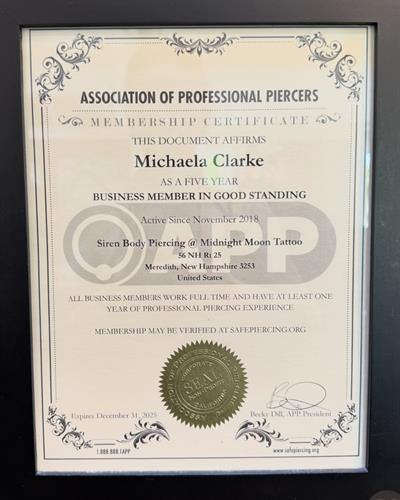 ASSOCIATION OF PROFESSIONAL PIERCERS
MEMBERSHIP CERTIFICATE
THIS DOCUMENT AFFIRMS
Michaela Clarke
AS A FIVE YEAR
BUSINESS MEMBER IN GOOD STANDING
Active Since November 2018
APP
Siren Body Piercing @ Midnight Moon Tattoo
56 NH Rt 25
Meredith, New Hampshire 3253
United States
ALL BUSINESS MEMBERS WORK FULL TIME AND HAVE AT LEAST ONE
YEAR OF PROFESSIONAL PIERCING EXPERIENCE
MEMBERSHIP MAY BE VERIFIED AT SAFEPIERCING.ORG
CORPORATE
SEAL
Expires December 31, 2025
Becky Dill, APP President
1.888.888.1APP
www.safepiercing.org